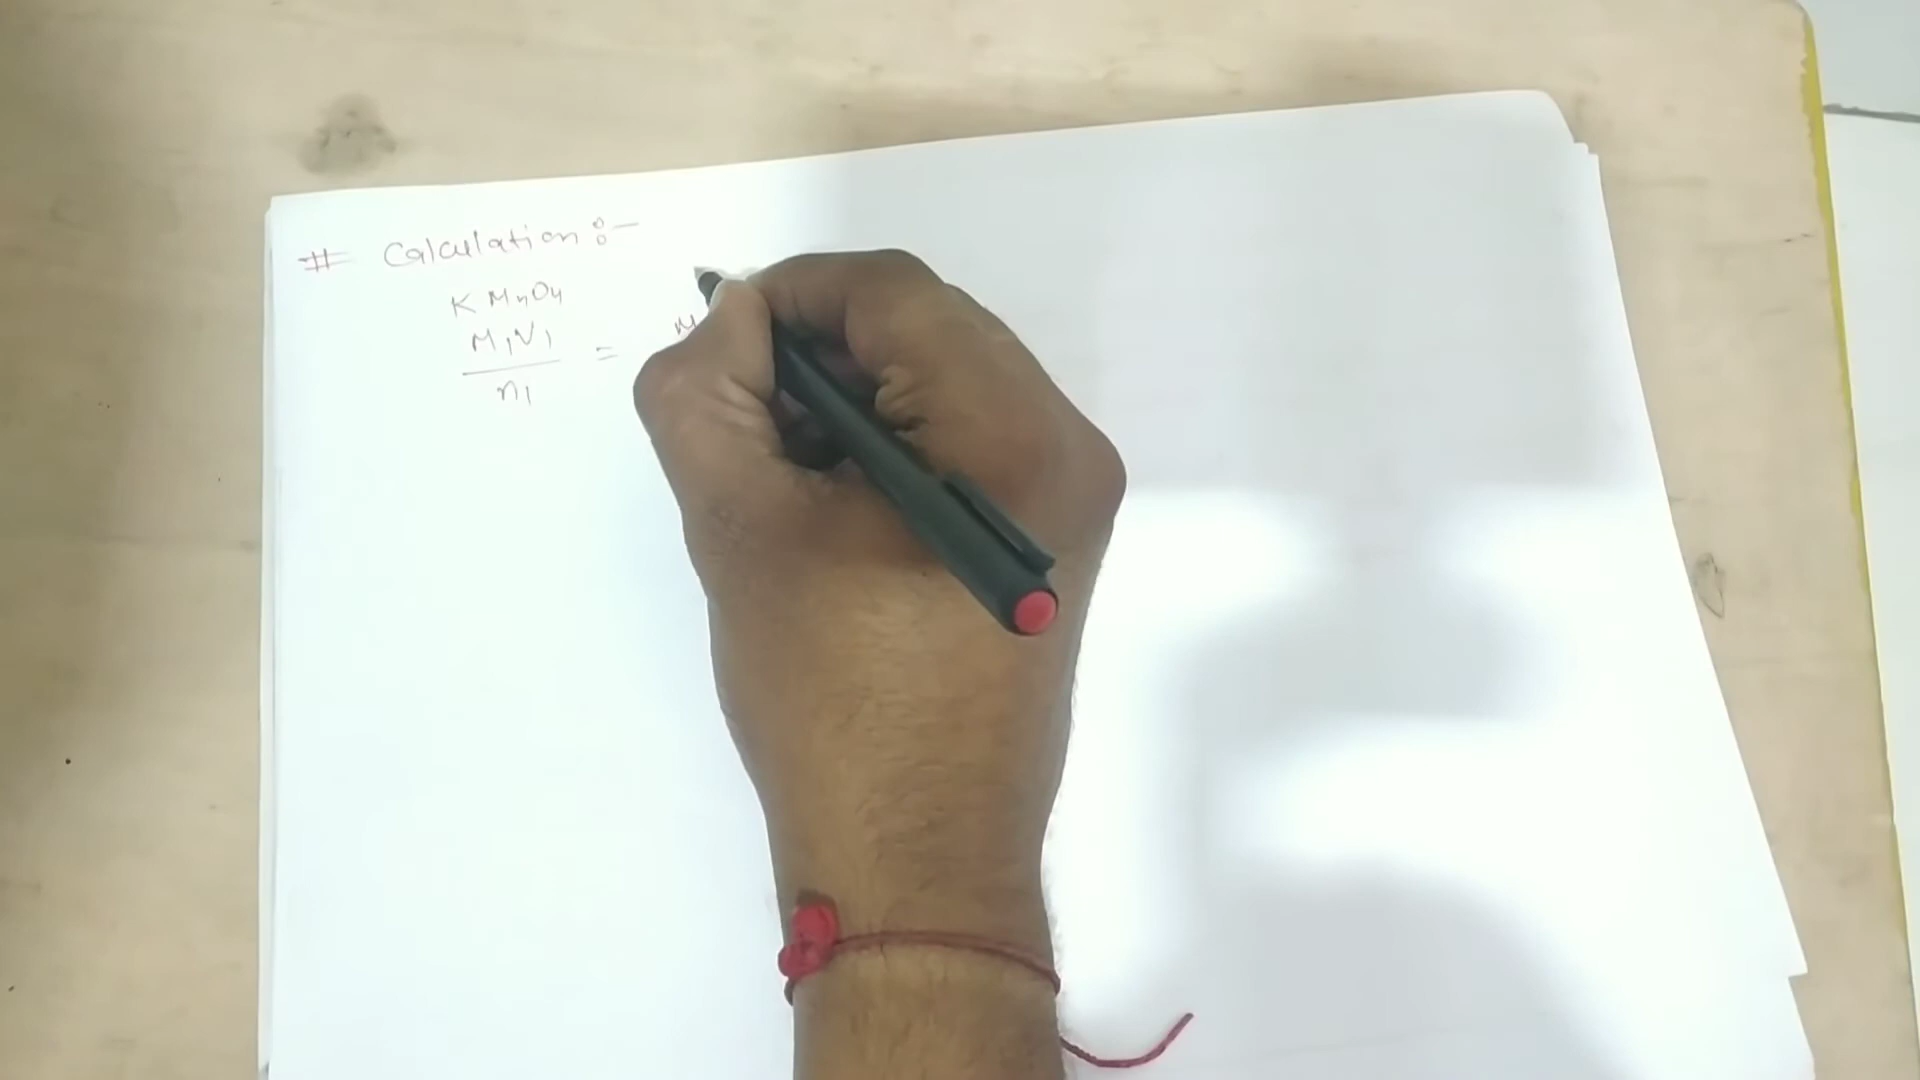 # Calculation :-
KMnO4
M1V1 = M
n1